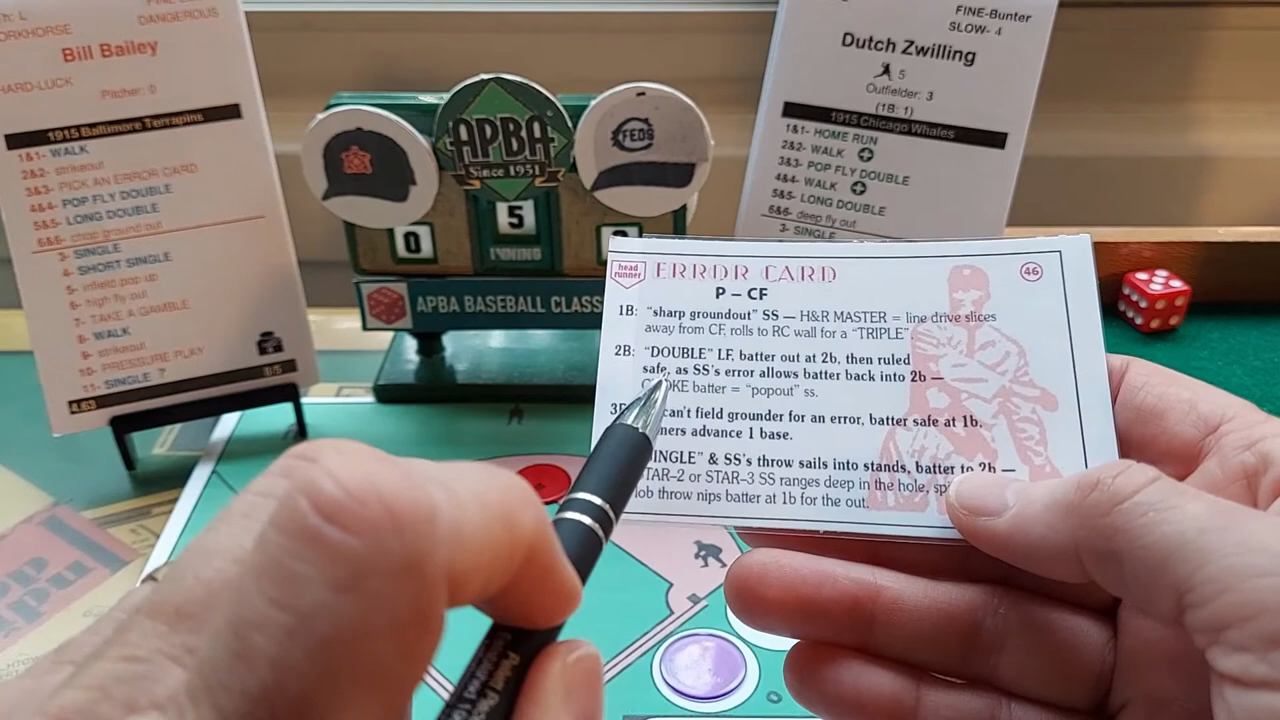 FINE
DANGEROUS
Bill Bailey
HARD-LUCK
Pitcher: 0
1915 Baltimore Terrapins
1&1- WALK
2&2- strikeout
3&3- PICK AN ERROR CARD
4&4- POP FLY DOUBLE
5&5- LONG DOUBLE
6&6- chop ground out
3- SINGLE
4- SHORT SINGLE
5- infield pop up
6- high fly out
7- TAKE A GAMBLE
8- WALK
9- strikeout
10- PRESSURE PLAY
11- SINGLE ?
4.63
APBA
Since 1951
FEDS
0
5
INNING
APBA BASEBALL CLASS
FINE-Bunter
SLOW- 4
Dutch Zwilling
5
Outfielder: 3
(1B: 1)
1915 Chicago Whales
1&1- HOME RUN
2&2- WALK
3&3- POP FLY DOUBLE
4&4- WALK
5&5- LONG DOUBLE
6&6- deep fly out
3- SINGLE
head runner
ERROR CARD
46
P – CF
1B: "sharp groundout" SS — H&R MASTER = line drive slices
away from CF, rolls to RC wall for a "TRIPLE".
2B: "DOUBLE" LF, batter out at 2b, then ruled
safe, as SS's error allows batter back into 2b —
batter = "popout" ss.
can't field grounder for an error, batter safe at 1b,
advance 1 base.
& SS's throw sails into stands, batter to 2b —
or STAR–3 SS ranges deep in the hole,
lob throw nips batter at 1b for the out.